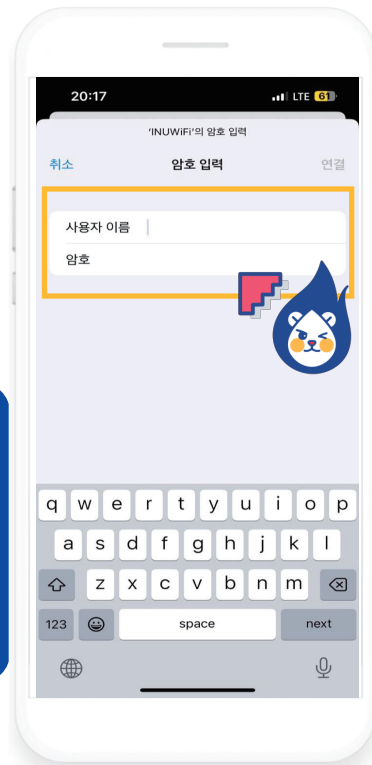 20:17 LTE 61
'INUWiFi'의 암호 입력
취소 암호 입력 연결
사용자 이름
암호
q w e r t y u i o p
a s d f g h j k l
z x c v b n m
123 space next